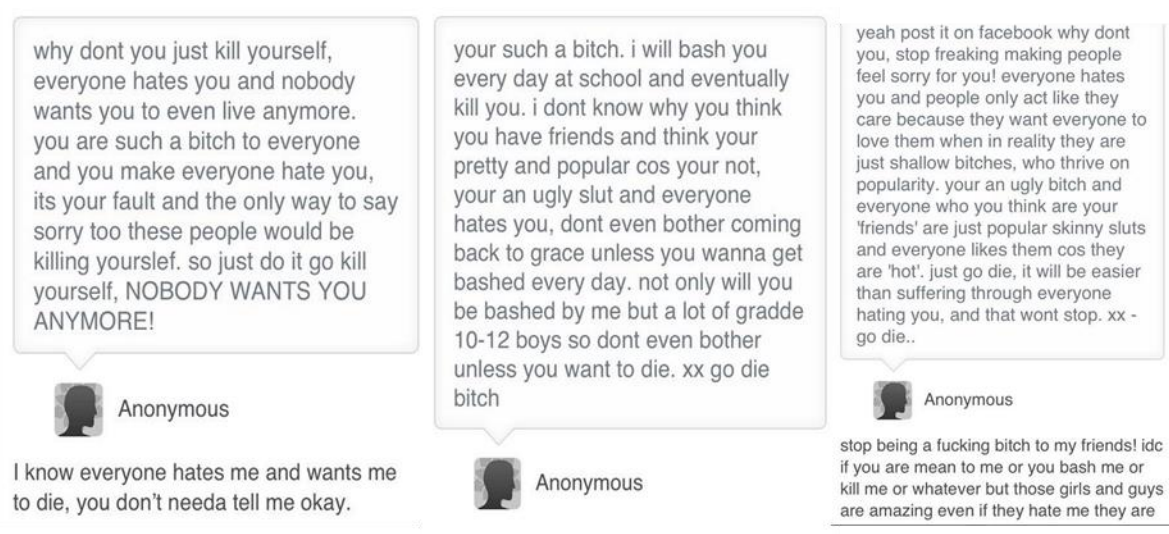 why dont you just kill yourself,
everyone hates you and nobody
wants you to even live anymore.
you are such a bitch to everyone
and you make everyone hate you,
its your fault and the only way to say
sorry too these people would be
killing yourslef. so just do it go kill
yourself, NOBODY WANTS YOU
ANYMORE!
Anonymous
I know everyone hates me and wants me
to die, you don't needa tell me okay.
your such a bitch. i will bash you
every day at school and eventually
kill you. i dont know why you think
you have friends and think your
pretty and popular cos your not,
your an ugly slut and everyone
hates you, dont even bother coming
back to grace unless you wanna get
bashed every day. not only will you
be bashed by me but a lot of gradde
10-12 boys so dont even bother
unless you want to die. xx go die
bitch
Anonymous
yeah post it on facebook why dont
you, stop freaking making people
feel sorry for you! everyone hates
you and people only act like they
care because they want everyone to
love them when in reality they are
just shallow bitches, who thrive on
popularity. your an ugly bitch and
everyone who you think are your
'friends' are just popular skinny sluts
and everyone likes them cos they
are 'hot'. just go die, it will be easier
than suffering through everyone
hating you, and that wont stop. xx -
go die..
Anonymous
stop being a fucking bitch to my friends! idc
if you are mean to me or you bash me or
kill me or whatever but those girls and guys
are amazing even if they hate me they are